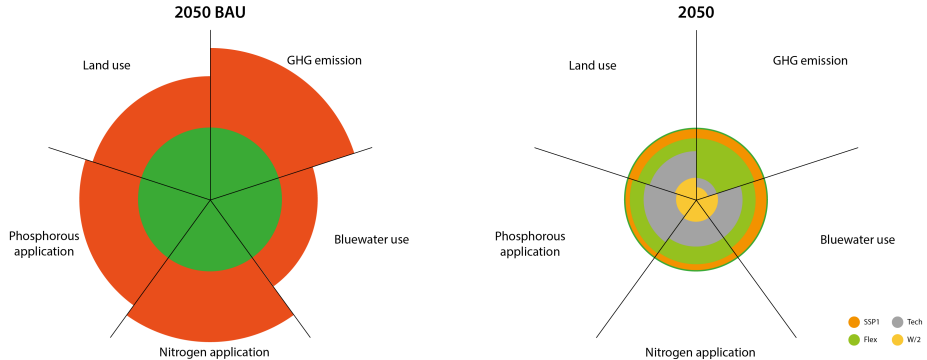 2050 BAU
Land use
GHG emission
Bluewater use
Nitrogen application
Phosphorous
application
2050
Land use
GHG emission
Bluewater use
Nitrogen application
Phosphorous
application
SSP1
Tech
Flex
W/2